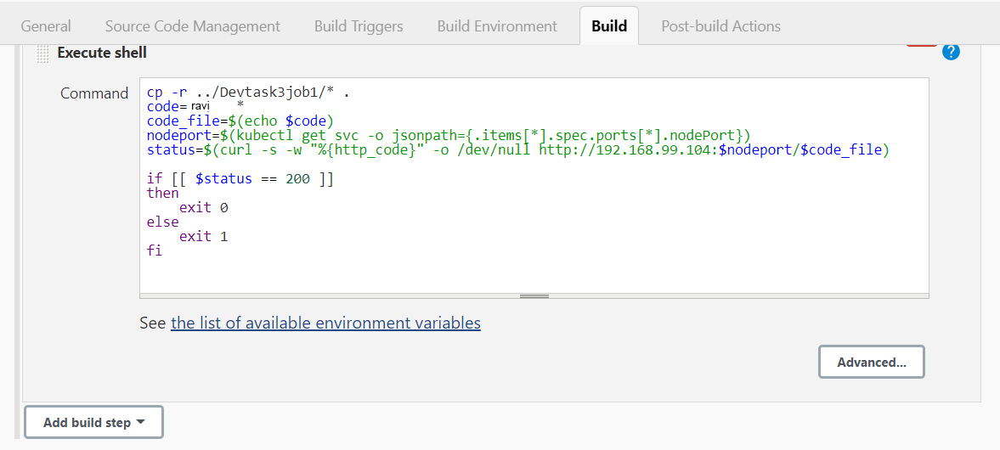 General Source Code Management Build Triggers Build Environment Build Post-build Actions
Execute shell
?
Command
cp -r ../Devtask3job1/* .
code= ravi *
code_file=$(echo $code)
nodeport=$(kubectl get svc -o jsonpath={.items[*].spec.ports[*].nodePort})
status=$(curl -s -w "%{http_code}" -o /dev/null http://192.168.99.104:$nodeport/$code_file)
if [[ $status == 200 ]]
then
exit 0
else
exit 1
fi
See the list of available environment variables
Advanced...
Add build step